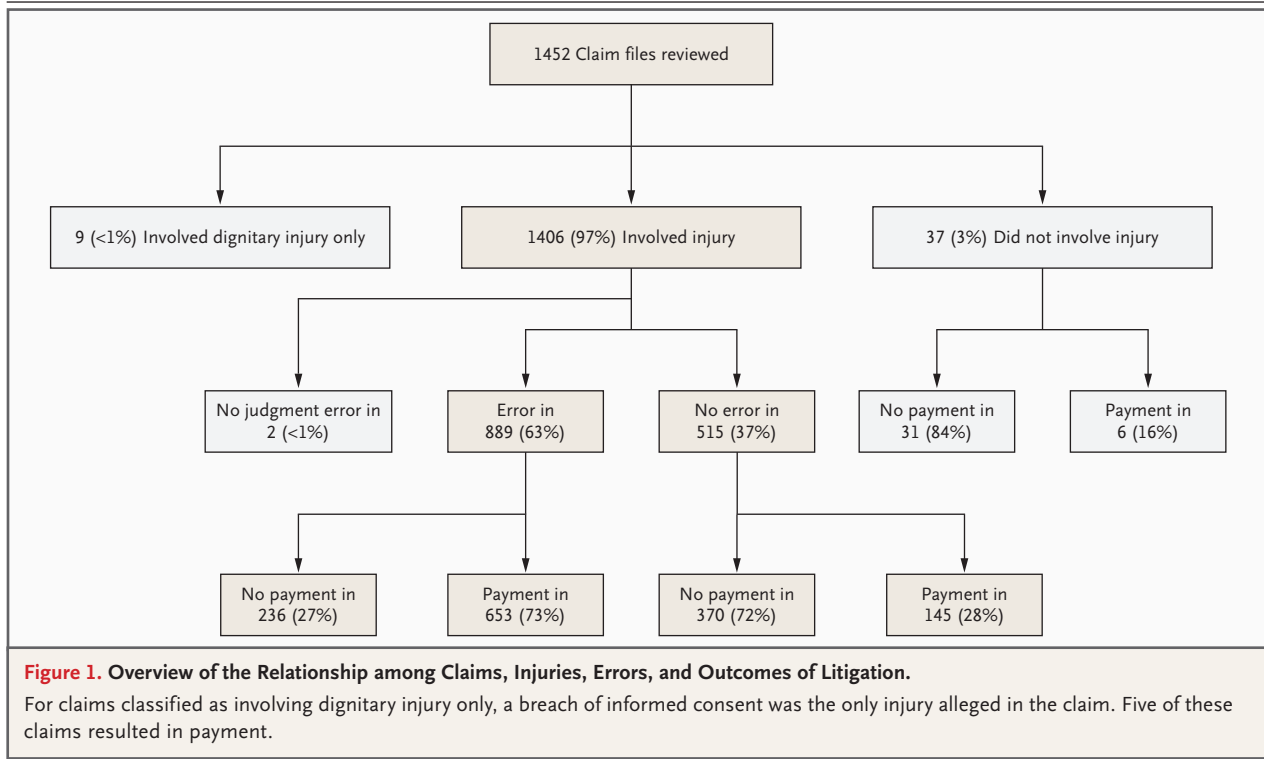 1452 Claim files reviewed
9 (<1%) Involved dignitary injury only
1406 (97%) Involved injury
37 (3%) Did not involve injury
No judgment error in
2 (<1%)
Error in
889 (63%)
No error in
515 (37%)
No payment in
31 (84%)
Payment in
6 (16%)
No payment in
236 (27%)
Payment in
653 (73%)
No payment in
370 (72%)
Payment in
145 (28%)
Figure 1. Overview of the Relationship among Claims, Injuries, Errors, and Outcomes of Litigation.
For claims classified as involving dignitary injury only, a breach of informed consent was the only injury alleged in the claim. Five of these
claims resulted in payment.